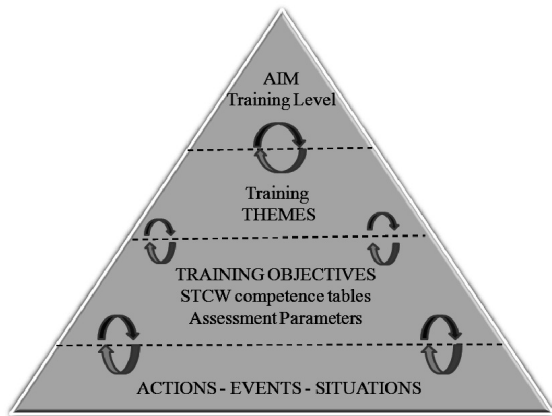 AIM
Training Level
Training
THEMES
TRAINING OBJECTIVES
STCW competence tables
Assessment Parameters
ACTIONS - EVENTS - SITUATIONS